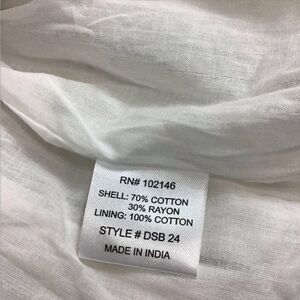 RN# 102146
SHELL: 70% COTTON
30% RAYON
LINING: 100% COTTON
STYLE # DSB 24
MADE IN INDIA